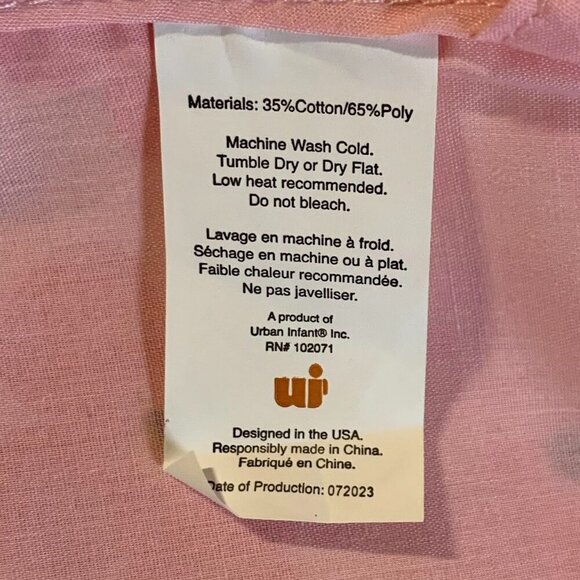 Materials: 35%Cotton/65%Poly
Machine Wash Cold.
Tumble Dry or Dry Flat.
Low heat recommended.
Do not bleach.
Lavage en machine à froid.
Séchage en machine ou à plat.
Faible chaleur recommandée.
Ne pas javelliser.
A product of
Urban Infant® Inc.
RN# 102071
ui
Designed in the USA.
Responsibly made in China.
Fabriqué en Chine.
Date of Production: 072023